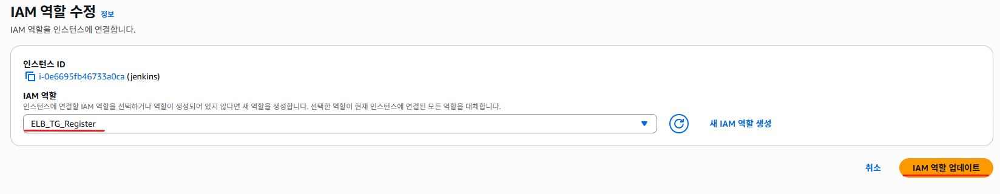 IAM 역할 수정 정보
IAM 역할을 인스턴스에 연결합니다.
인스턴스 ID
i-0e6695fb46733a0ca (jenkins)
IAM 역할
인스턴스에 연결할 IAM 역할을 선택하거나 역할이 생성되어 있지 않다면 새 역할을 생성합니다. 선택한 역할이 현재 인스턴스에 연결된 모든 역할을 대체합니다.
ELB_TG_Register 새 IAM 역할 생성
취소 IAM 역할 업데이트